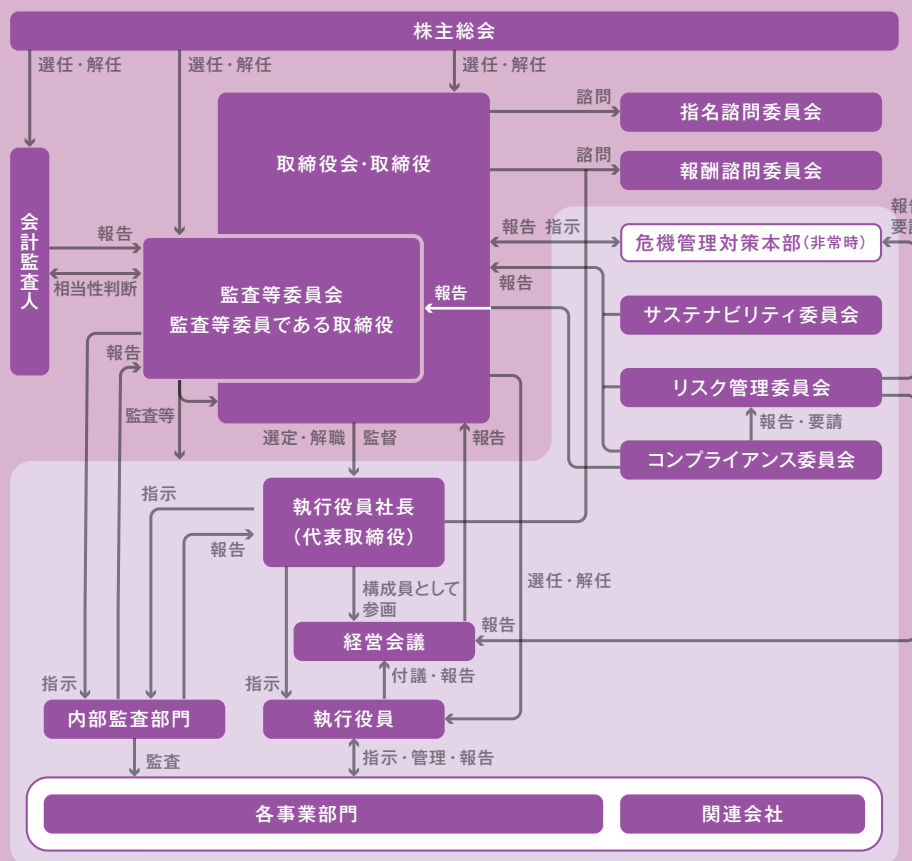 株主総会
選任・解任
選任・解任
選任・解任
諮問
指名諮問委員会
取締役会・取締役
諮問
報酬諮問委員会
会計監査人
報告
報告 指示
危機管理対策本部(非常時)
報告
要請
相当性判断
監査等委員会
監査等委員である取締役
報告
報告
サステナビリティ委員会
報告
リスク管理委員会
監査等
報告・要請
選定・解職
監督
報告
コンプライアンス委員会
指示
執行役員社長
(代表取締役)
報告
選任・解任
構成員として
参画
報告
経営会議
指示
指示
付議・報告
内部監査部門
執行役員
監査
指示・管理・報告
各事業部門
関連会社